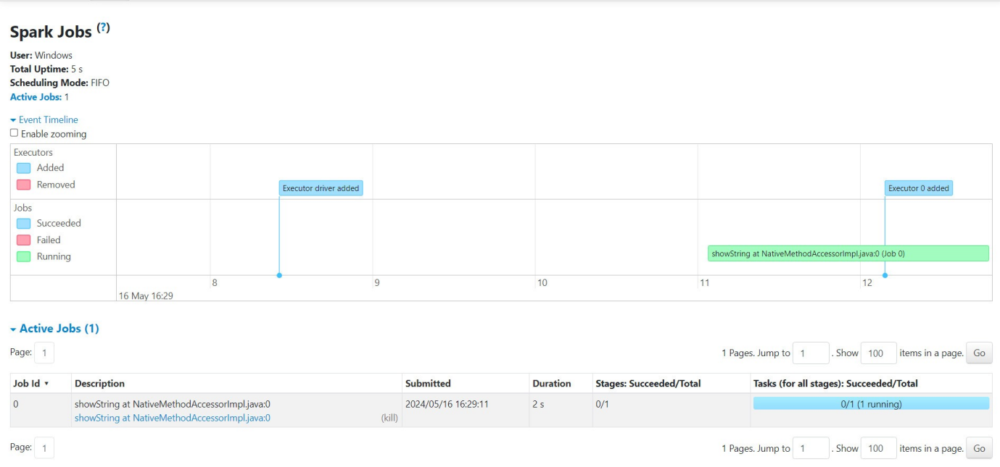 Spark Jobs (?)
User: Windows
Total Uptime: 5 s
Scheduling Mode: FIFO
Active Jobs: 1
Event Timeline
Enable zooming
Executors
Added
Removed
Executor driver added
Executor 0 added
Jobs
Succeeded
Failed
Running
showString at NativeMethodAccessorImpl.java:0 (Job 0)
8 9 10 11 12
16 May 16:29
Active Jobs (1)
Page: 1 1 Pages. Jump to 1 . Show 100 items in a page. Go
Job Id ▾ Description Submitted Duration Stages: Succeeded/Total Tasks (for all stages): Succeeded/Total
0 showString at NativeMethodAccessorImpl.java:0 2024/05/16 16:29:11 2 s 0/1 0/1 (1 running)
showString at NativeMethodAccessorImpl.java:0 (kill)
Page: 1 1 Pages. Jump to 1 . Show 100 items in a page. Go